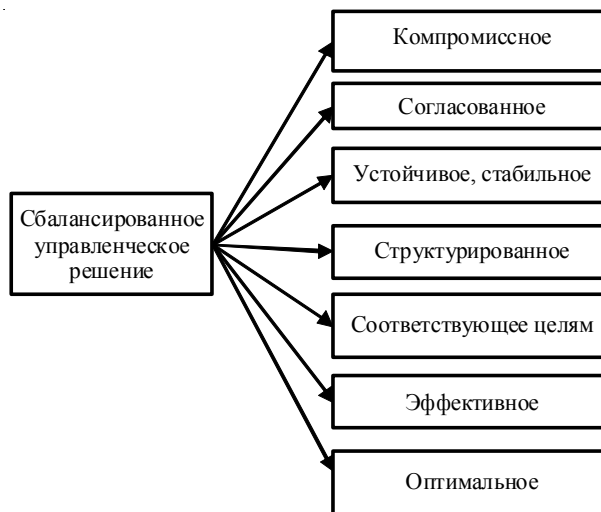 Компромиссное
Согласованное
Устойчивое, стабильное
Сбалансированное
управленческое
решение
Структурированное
Соответствующее целям
Эффективное
Оптимальное